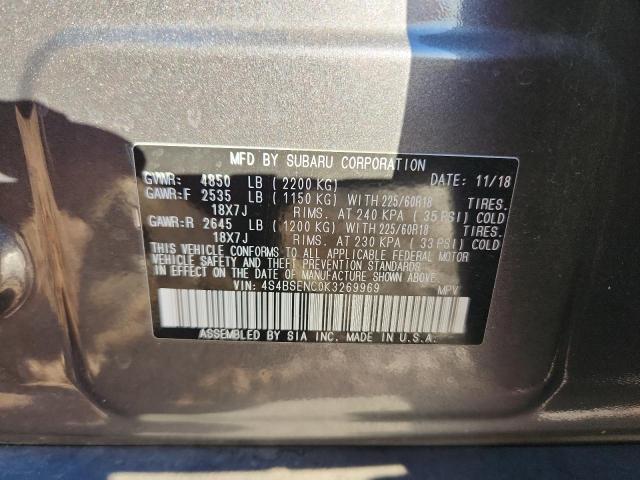 MFD BY SUBARU CORPORATION
GVWR: 4850 LB ( 2200 KG) DATE: 11/18
GAWR:F 2535 LB ( 1150 KG) WITH 225/60R18 TIRES.
18X7J RIMS. AT 240 KPA ( 35 PSI) COLD
GAWR:R 2645 LB ( 1200 KG) WITH 225/60R18 TIRES.
18X7J RIMS. AT 230 KPA ( 33 PSI) COLD
THIS VEHICLE CONFORMS TO ALL APPLICABLE FEDERAL MOTOR
VEHICLE SAFETY, BUMPER, AND THEFT PREVENTION STANDARDS
IN EFFECT ON THE DATE OF MANUFACTURE SHOWN ABOVE.
VIN: 4S4BSENC0K3269969 MPV
ASSEMBLED BY SIA INC. MADE IN U.S.A.